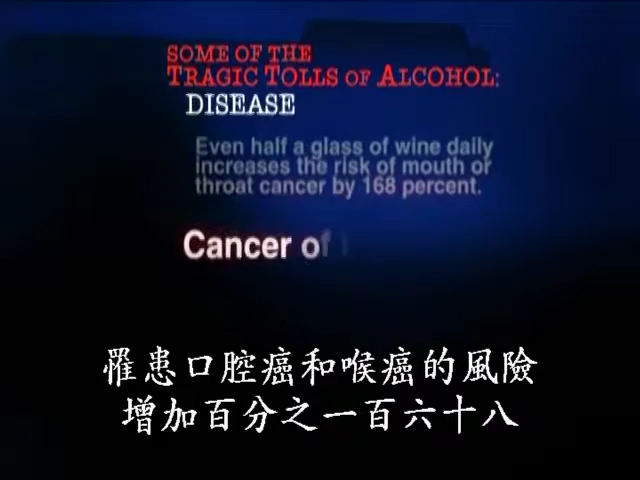 SOME OF THE
TRAGIC TOLLS OF ALCOHOL:
DISEASE
Even half a glass of wine daily
increases the risk of mouth or
throat cancer by 168 percent.
Cancer of
罹患口腔癌和喉癌的風險
增加百分之一百六十八